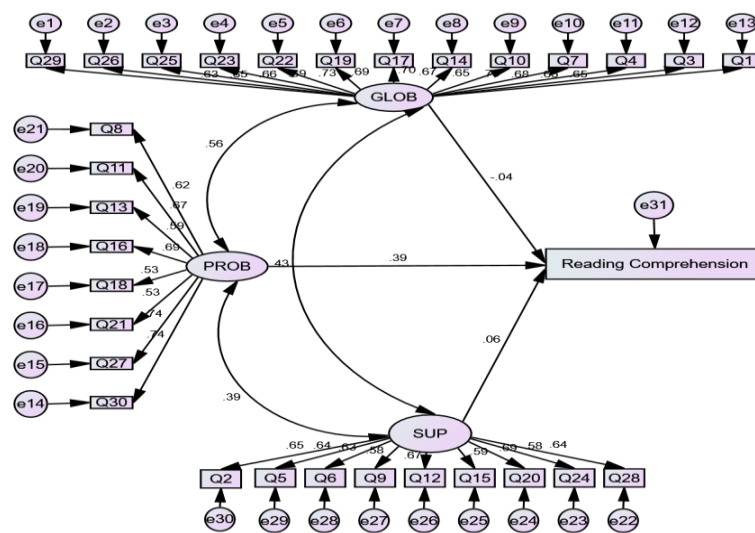 e1 e2 e3 e4 e5 e6 e7 e8 e9 e10 e11 e12 e13
Q29 Q26 Q25 Q23 Q22 Q19 Q17 Q14 Q10 Q7 Q4 Q3 Q1
.63 .66 .73 .69 .70 .67 .65 .68 .65
GLOB
e21 Q8
.56
e20 Q11
.62
-.04
e19 Q13
.67
e31
.59
e18 Q16
.69
PROB .43 .39 Reading Comprehension
e17 Q18
.53
e16 Q21
.53
.74
e15 Q27
.74
.06
e14 Q30
.39
SUP
.65 .64 .63 .58 .67 .59 .69 .58 .64
Q2 Q5 Q6 Q9 Q12 Q15 Q20 Q24 Q28
e30 e29 e28 e27 e26 e25 e24 e23 e22